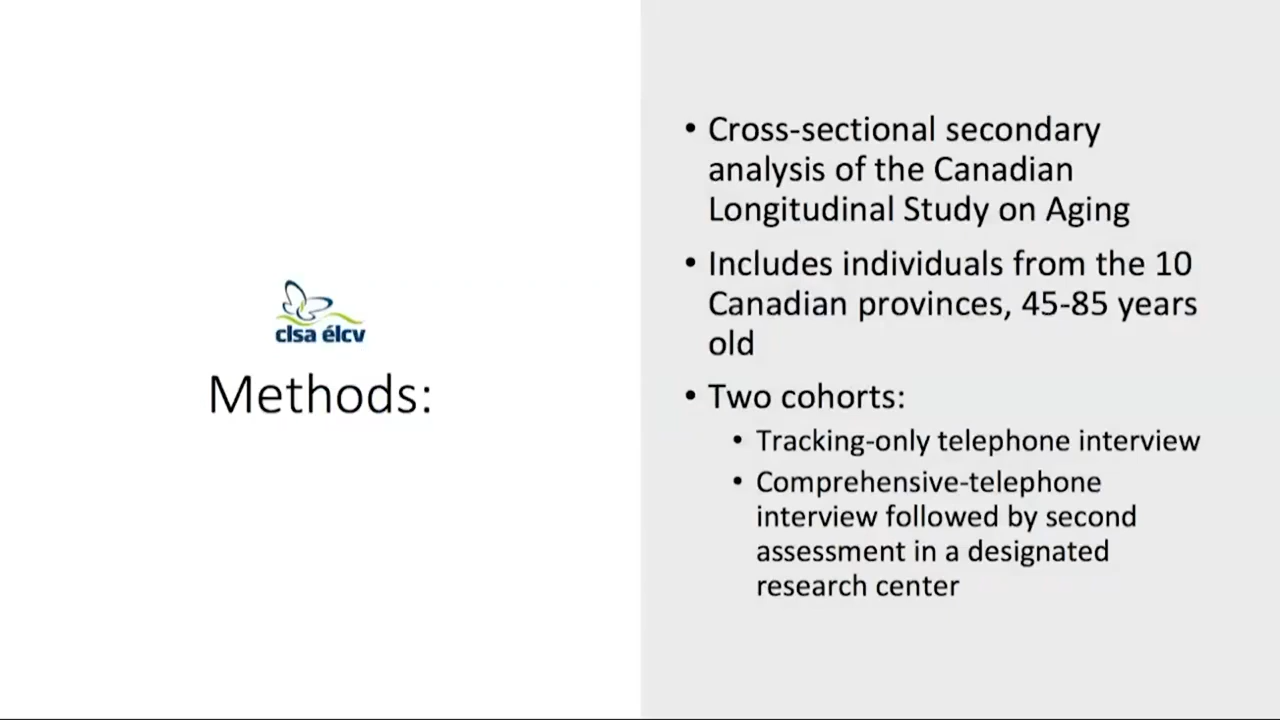 clsa élcv
Methods:
• Cross-sectional secondary
analysis of the Canadian
Longitudinal Study on Aging
• Includes individuals from the 10
Canadian provinces, 45-85 years
old
• Two cohorts:
• Tracking-only telephone interview
• Comprehensive-telephone
interview followed by second
assessment in a designated
research center